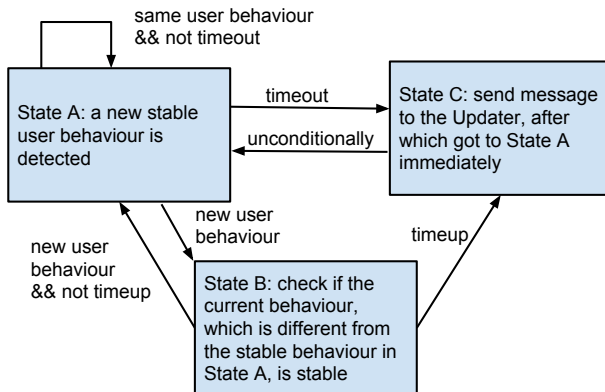 same user behaviour
&& not timeout
State A: a new stable
user behaviour is
detected
timeout
unconditionally
State C: send message
to the Updater, after
which got to State A
immediately
new user
behaviour
timeup
new user
behaviour
&& not timeup
State B: check if the
current behaviour,
which is different from
the stable behaviour in
State A, is stable